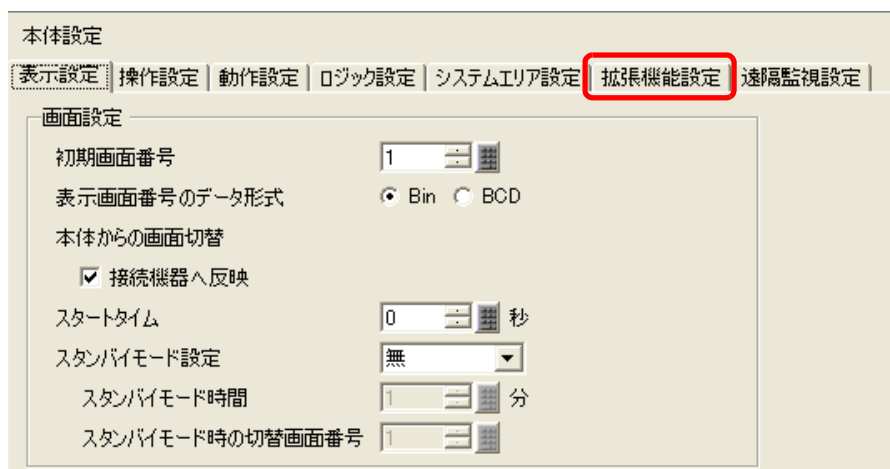 本体設定
表示設定 操作設定 動作設定 ロジック設定 システムエリア設定 拡張機能設定 遠隔監視設定
画面設定
初期画面番号 1
表示画面番号のデータ形式 Bin BCD
本体からの画面切替
接続機器へ反映
スタートタイム 0 秒
スタンバイモード設定 無
スタンバイモード時間 1 分
スタンバイモード時の切替画面番号 1